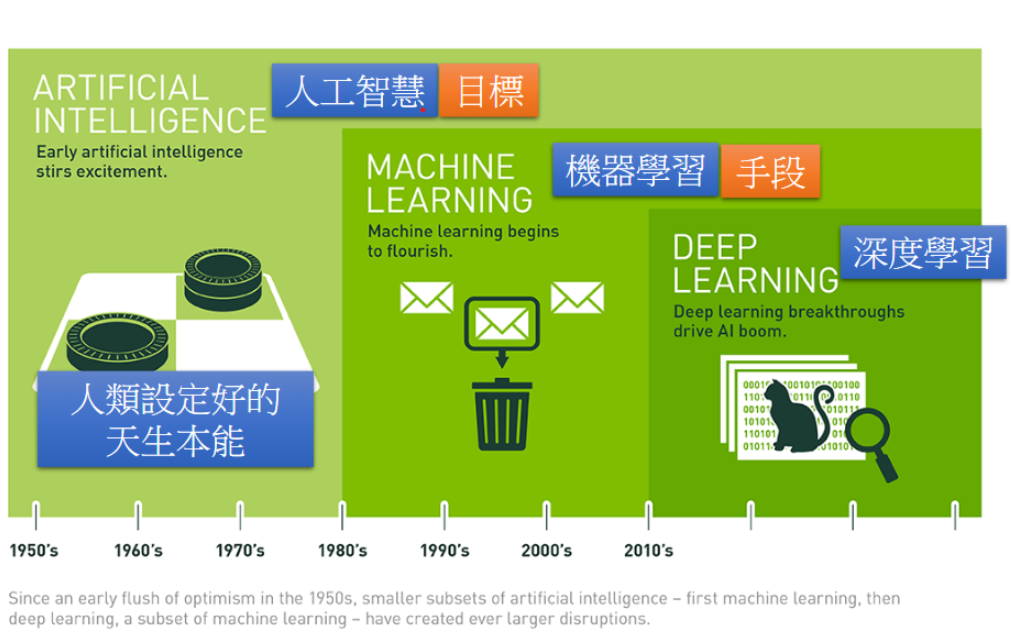 ARTIFICIAL
INTELLIGENCE
Early artificial intelligence
stirs excitement.
人工智慧
目標
MACHINE
LEARNING
Machine learning begins
to flourish.
機器學習
手段
DEEP
LEARNING
Deep learning breakthroughs
drive AI boom.
深度學習
人類設定好的
天生本能
1950's
1960's
1970's
1980's
1990's
2000's
2010's
Since an early flush of optimism in the 1950s, smaller subsets of artificial intelligence – first machine learning, then
deep learning, a subset of machine learning – have created ever larger disruptions.